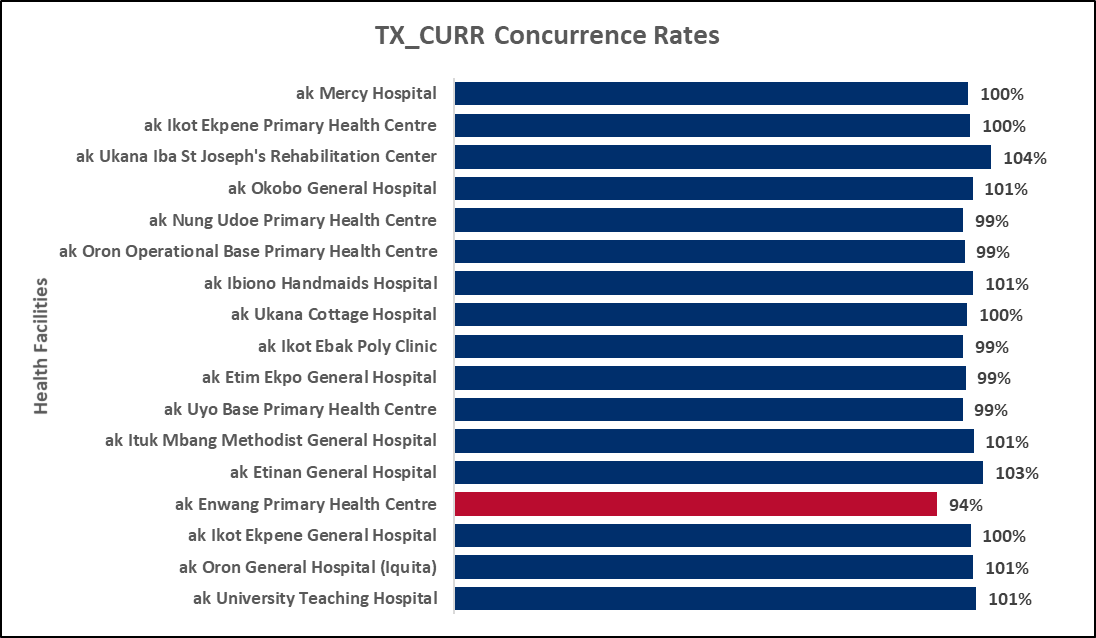 TX_CURR Concurrence Rates
Health Facilities
ak Mercy Hospital 100%
ak Ikot Ekpene Primary Health Centre 100%
ak Ukana Iba St Joseph's Rehabilitation Center 104%
ak Okobo General Hospital 101%
ak Nung Udoe Primary Health Centre 99%
ak Oron Operational Base Primary Health Centre 99%
ak Ibiono Handmaids Hospital 101%
ak Ukana Cottage Hospital 100%
ak Ikot Ebak Poly Clinic 99%
ak Etim Ekpo General Hospital 99%
ak Uyo Base Primary Health Centre 99%
ak Ituk Mbang Methodist General Hospital 101%
ak Etinan General Hospital 103%
ak Enwang Primary Health Centre 94%
ak Ikot Ekpene General Hospital 100%
ak Oron General Hospital (Iquita) 101%
ak University Teaching Hospital 101%